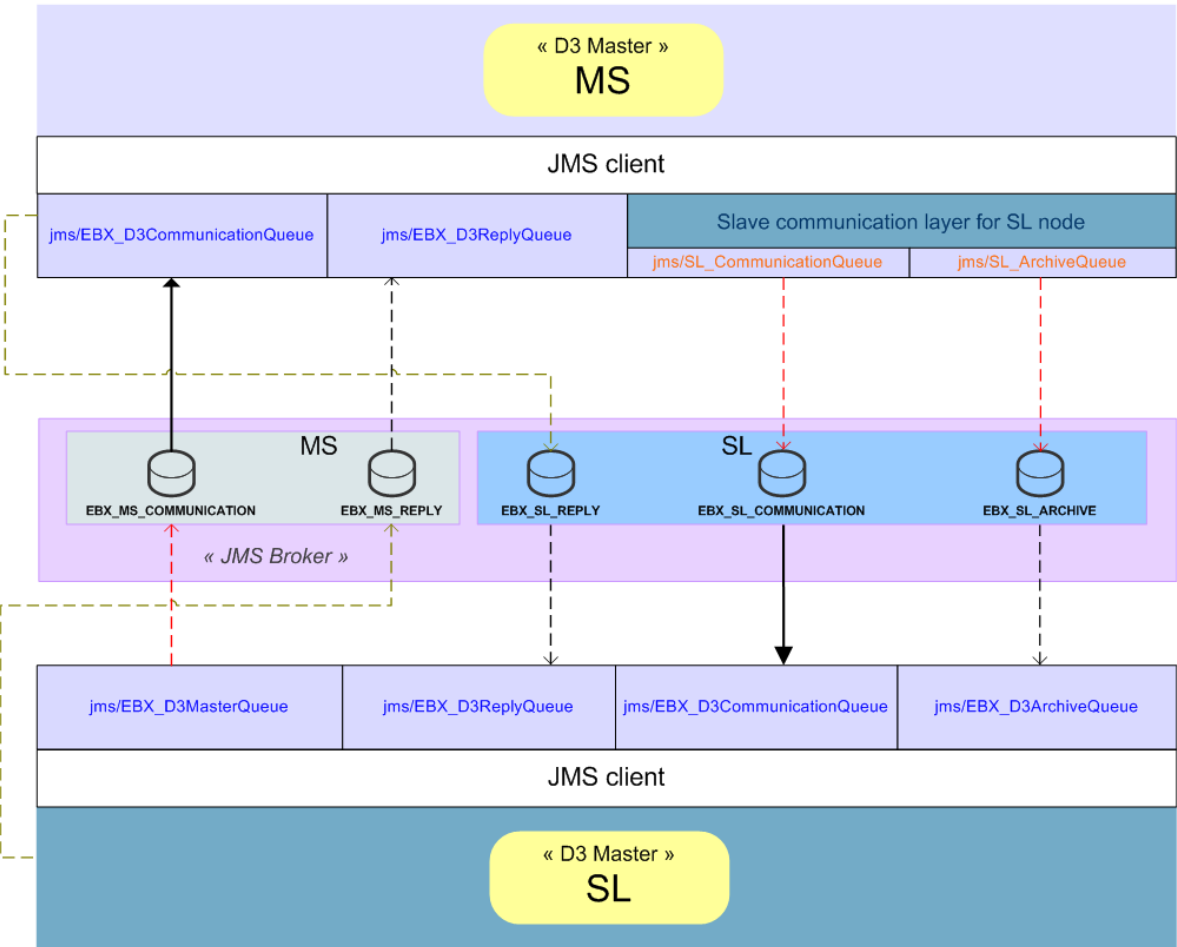 « D3 Master »
MS
JMS client
jms/EBX_D3CommunicationQueue
jms/EBX_D3ReplyQueue
Slave communication layer for SL node
jms/SL_CommunicationQueue
jms/SL_ArchiveQueue
MS
SL
EBX_MS_COMMUNICATION
EBX_MS_REPLY
EBX_SL_REPLY
EBX_SL_COMMUNICATION
EBX_SL_ARCHIVE
« JMS Broker »
jms/EBX_D3MasterQueue
jms/EBX_D3ReplyQueue
jms/EBX_D3CommunicationQueue
jms/EBX_D3ArchiveQueue
JMS client
« D3 Master »
SL